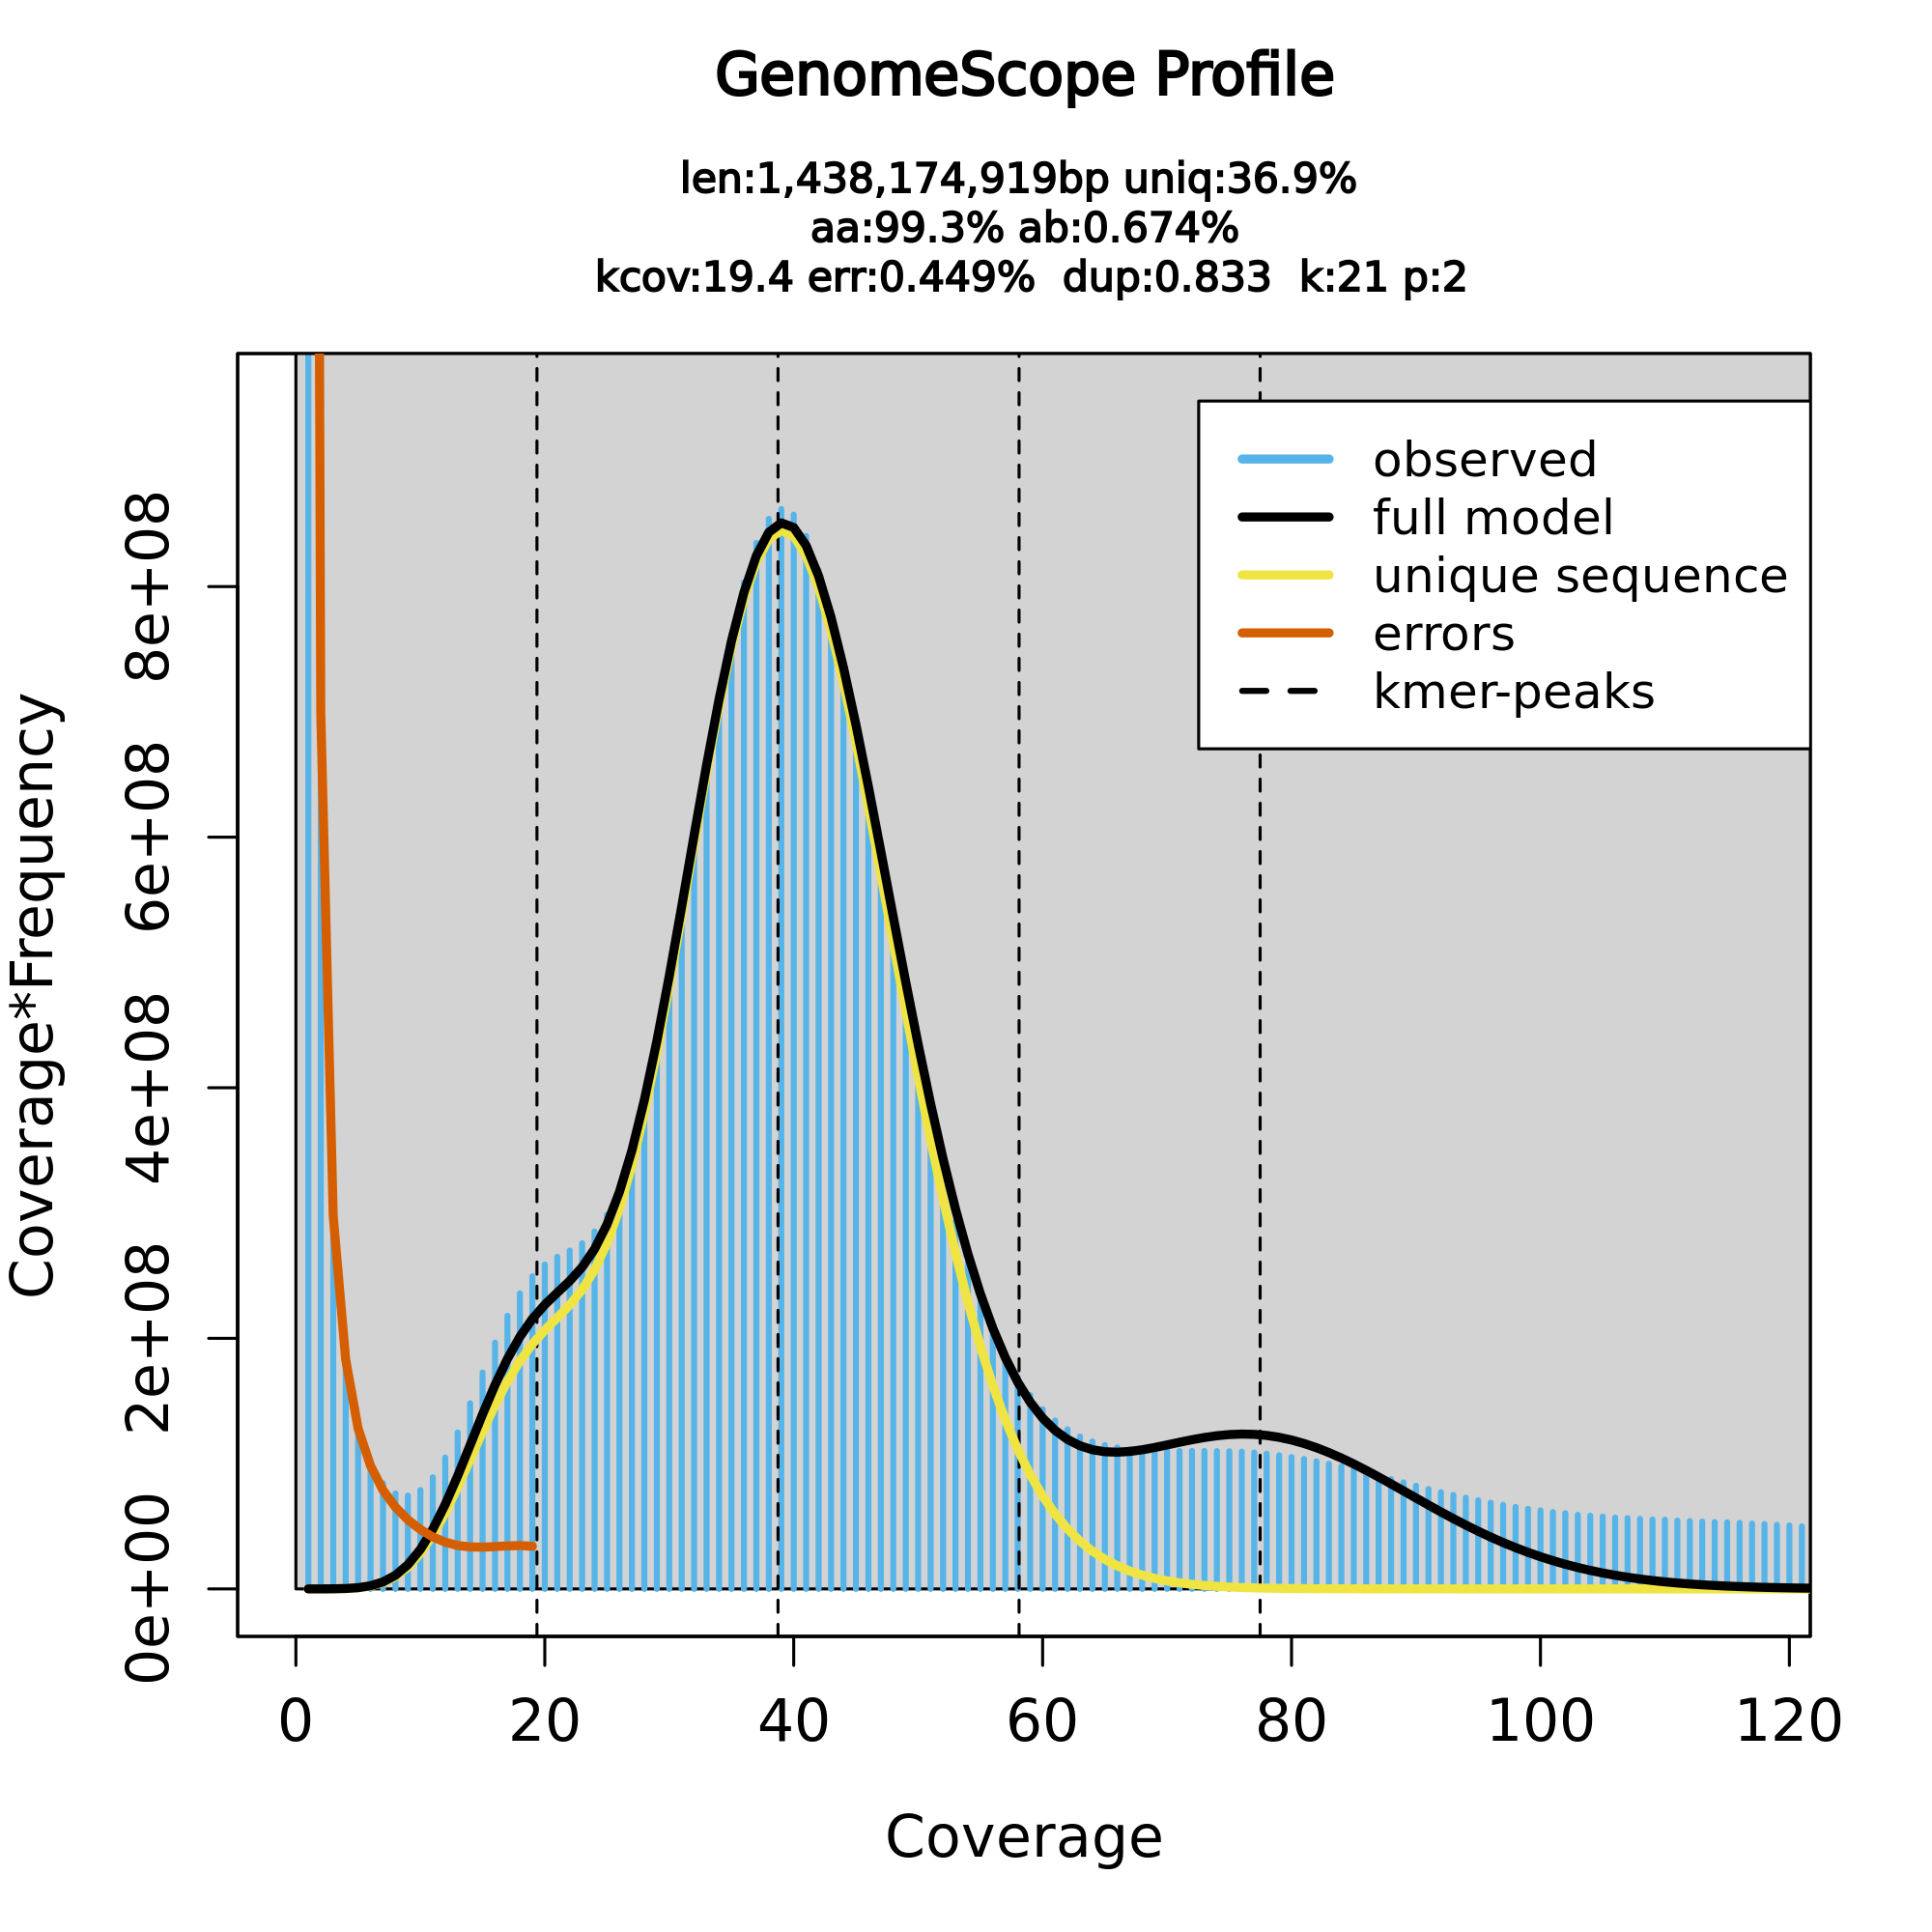 GenomeScope Profile
len:1,438,174,919bp uniq:36.9%
aa:99.3% ab:0.674%
kcov:19.4 err:0.449%  dup:0.833  k:21 p:2
observed
full model
unique sequence
errors
kmer-peaks
Coverage*Frequency
8e+08
6e+08
4e+08
2e+08
0e+00
0 20 40 60 80 100 120
Coverage